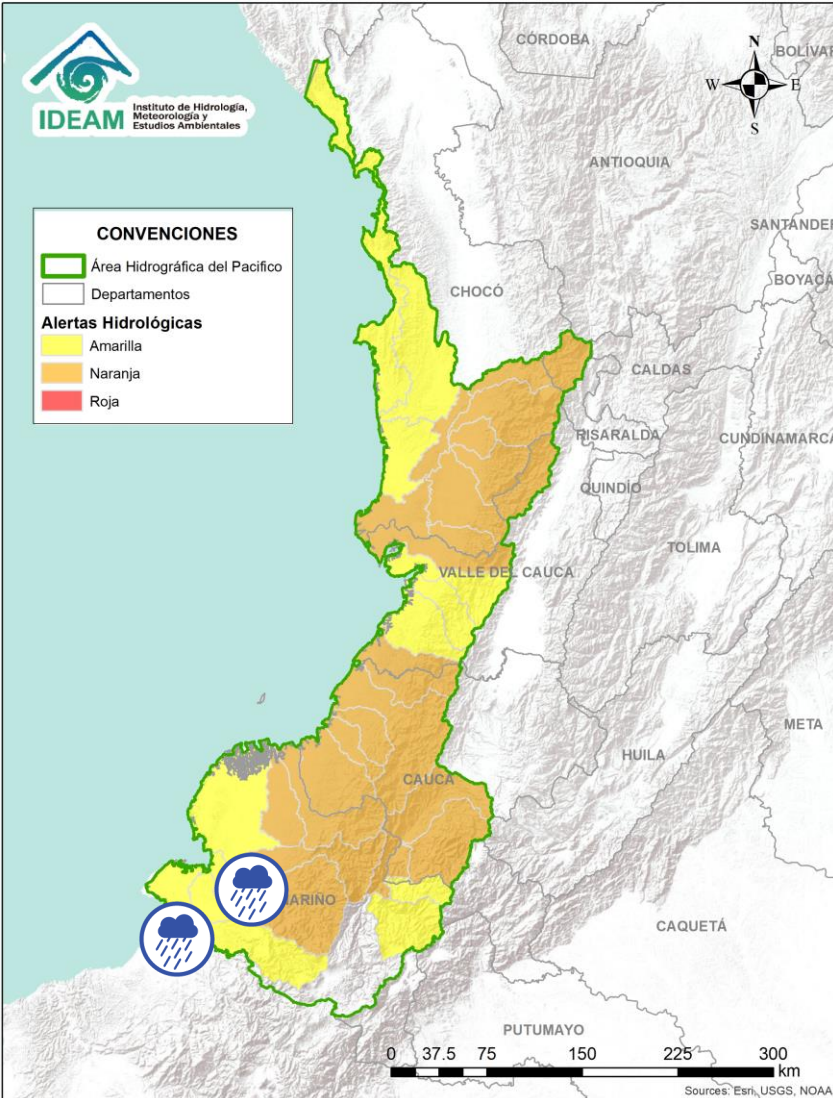 IDEAM
Instituto de Hidrología,
Meteorología y
Estudios Ambientales
CÓRDOBA
N
BOLÍVAR
W
E
S
ANTIOQUIA
CONVENCIONES
Área Hidrográfica del Pacifico
Departamentos
Alertas Hidrológicas
Amarilla
Naranja
Roja
SANTANDER
BOYACÁ
CHOCÓ
CALDAS
RISARALDA
CUNDINAMARCA
QUINDÍO
TOLIMA
VALLE DEL CAUCA
META
HUILA
CAUCA
ARIÑO
CAQUETÁ
PUTUMAYO
0 37.5 75 150 225 300
km
Sources: Esri, USGS, NOAA